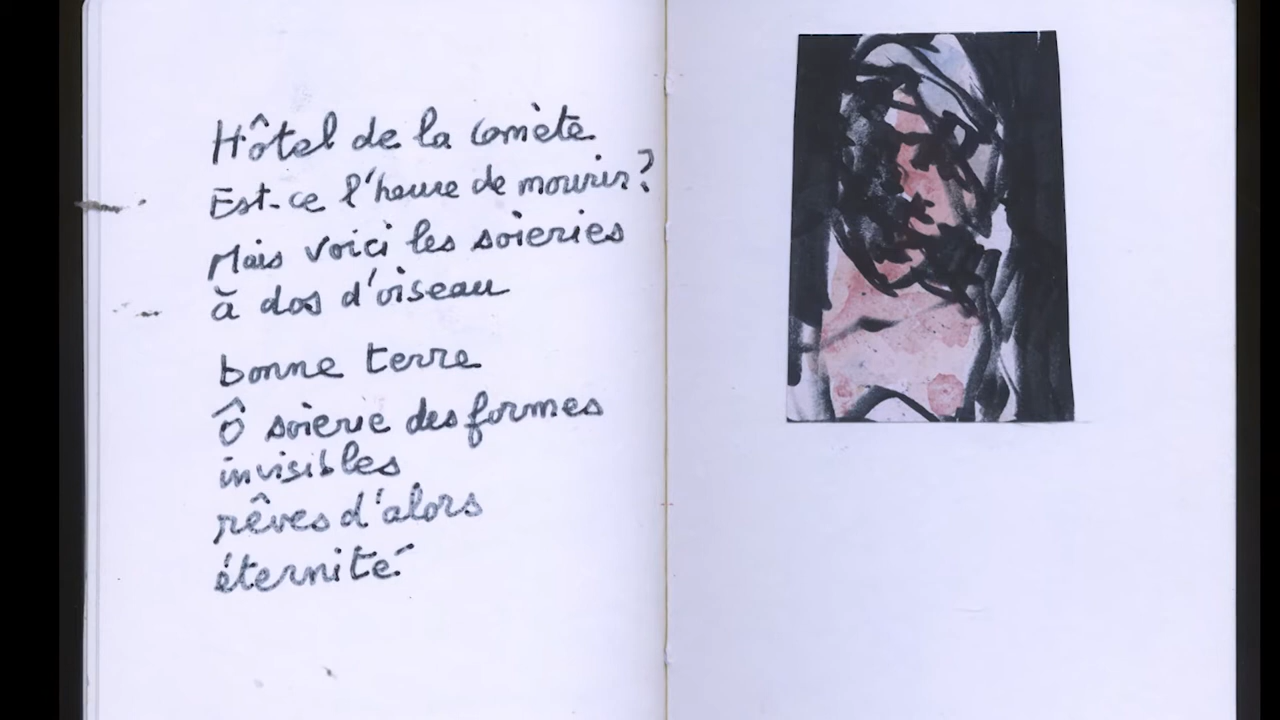 Hôtel de la Comète
Est-ce l'heure de mourir?
Mais voici les soieries
à dos d'oiseau
bonne terre
Ô soierie des formes
invisibles
rêves d'alors
éternité.